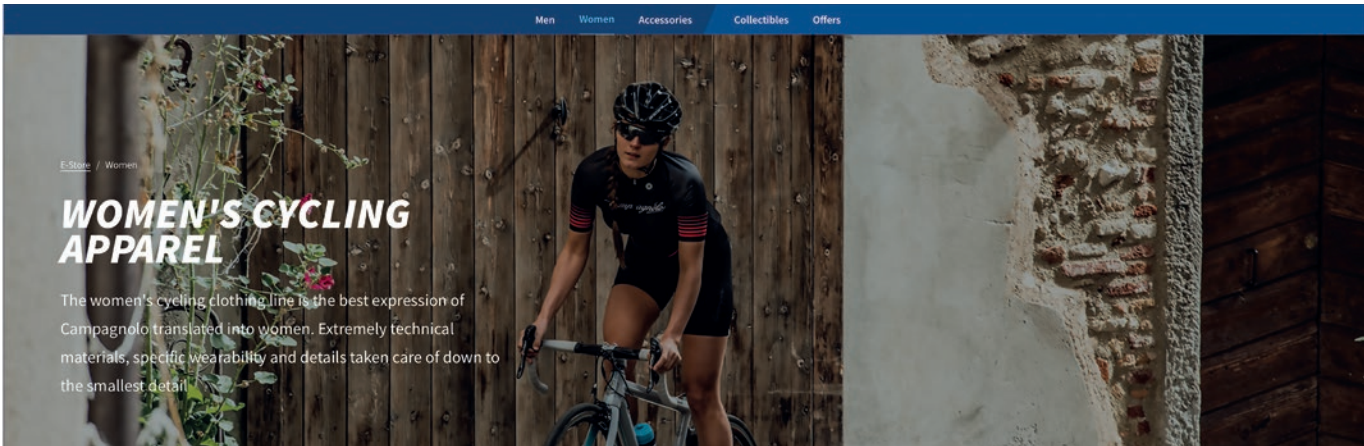 Men Women Accessories Collectibles Offers
E-Store / Women
WOMEN'S CYCLING
APPAREL
The women's cycling clothing line is the best expression of
Campagnolo translated into women. Extremely technical
materials, specific wearability and details taken care of down to
the smallest detail